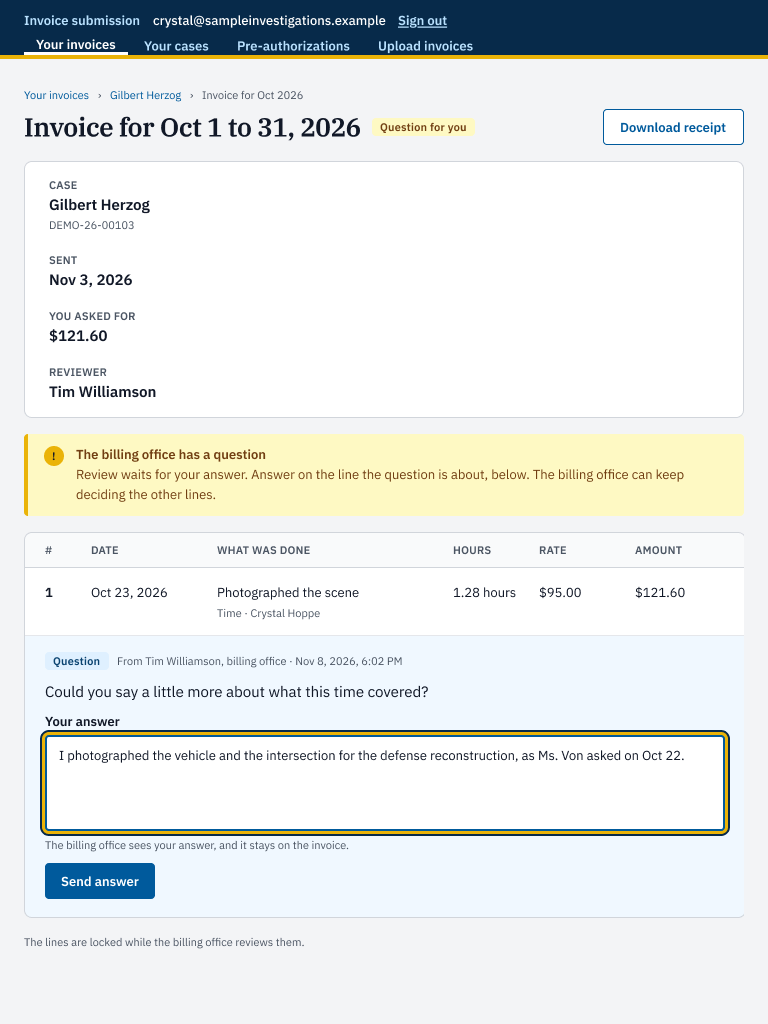 Invoice submission crystal@sampleinvestigations.example Sign out
Your invoices Your cases Pre-authorizations Upload invoices
Your invoices › Gilbert Herzog › Invoice for Oct 2026
Invoice for Oct 1 to 31, 2026 Question for you Download receipt
CASE
Gilbert Herzog
DEMO-26-00103
SENT
Nov 3, 2026
YOU ASKED FOR
$121.60
REVIEWER
Tim Williamson
! The billing office has a question
Review waits for your answer. Answer on the line the question is about, below. The billing office can keep
deciding the other lines.
# DATE WHAT WAS DONE HOURS RATE AMOUNT
1 Oct 23, 2026 Photographed the scene 1.28 hours $95.00 $121.60
Time · Crystal Hoppe
Question From Tim Williamson, billing office · Nov 8, 2026, 6:02 PM
Could you say a little more about what this time covered?
Your answer
I photographed the vehicle and the intersection for the defense reconstruction, as Ms. Von asked on Oct 22.
The billing office sees your answer, and it stays on the invoice.
Send answer
The lines are locked while the billing office reviews them.